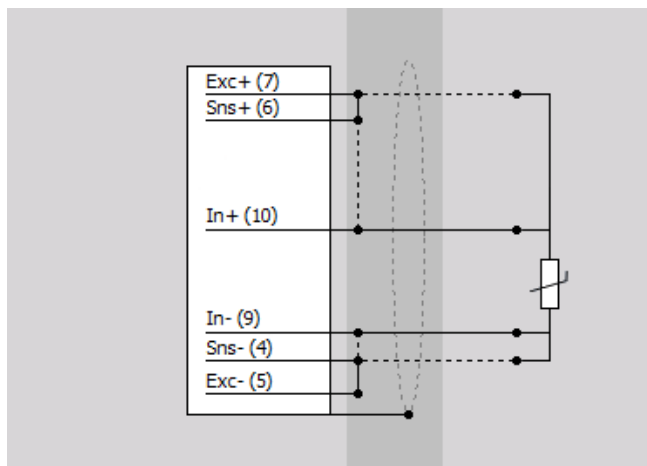 Exc+ (7)
Sns+ (6)
In+ (10)
In- (9)
Sns- (4)
Exc- (5)